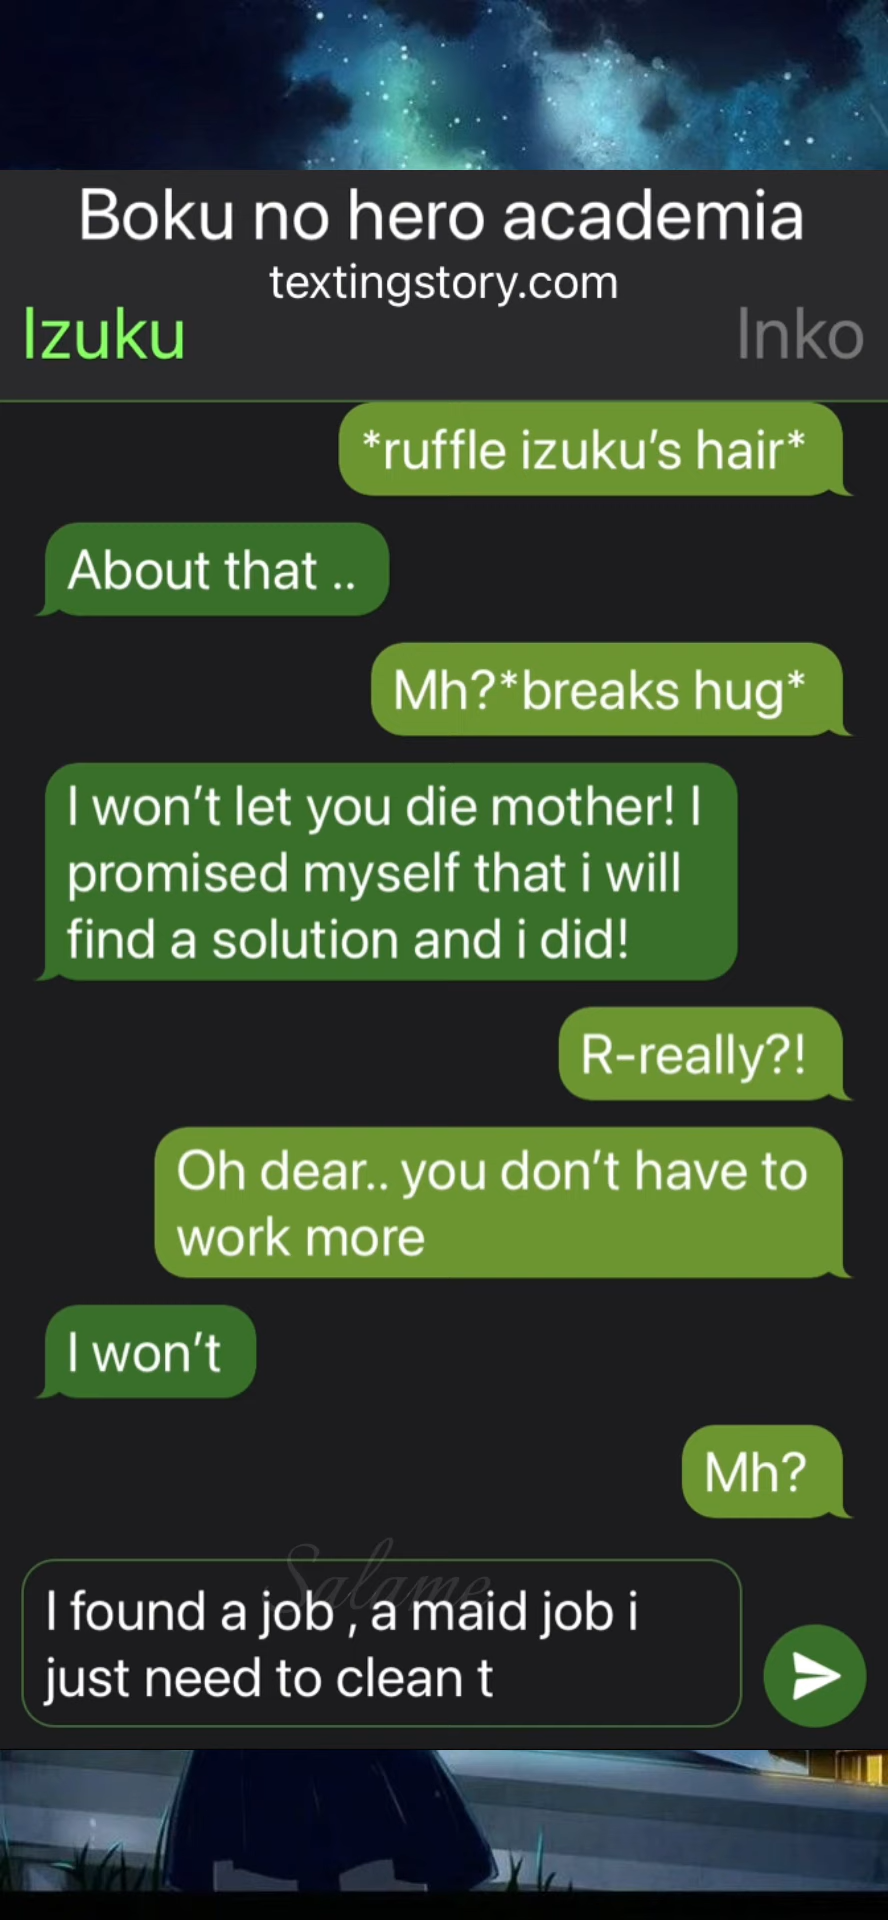 Boku no hero academia
textingstory.com
Izuku
Inko
*ruffle izuku’s hair*
About that ..
Mh?*breaks hug*
I won’t let you die mother! I
promised myself that i will
find a solution and i did!
R-really?!
Oh dear.. you don’t have to
work more
I won’t
Mh?
Salame
I found a job , a maid job i
just need to clean t